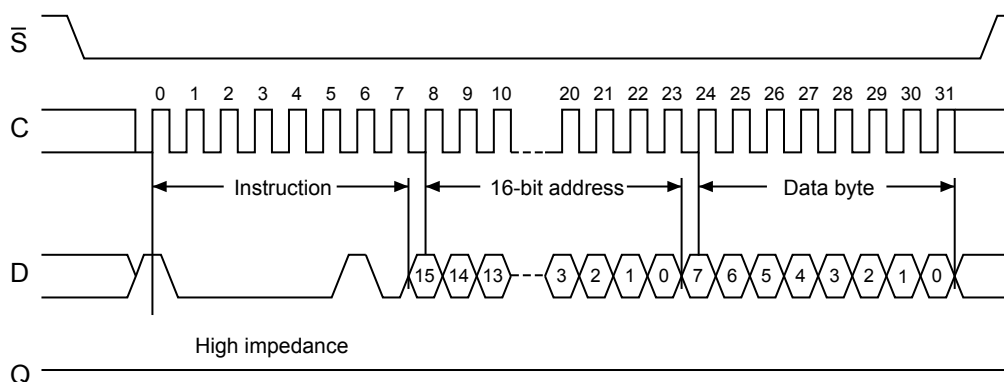 S̅
0 1 2 3 4 5 6 7 8 9 10 20 21 22 23 24 25 26 27 28 29 30 31
C
Instruction 16-bit address Data byte
D 15 14 13 3 2 1 0 7 6 5 4 3 2 1 0
High impedance
Q